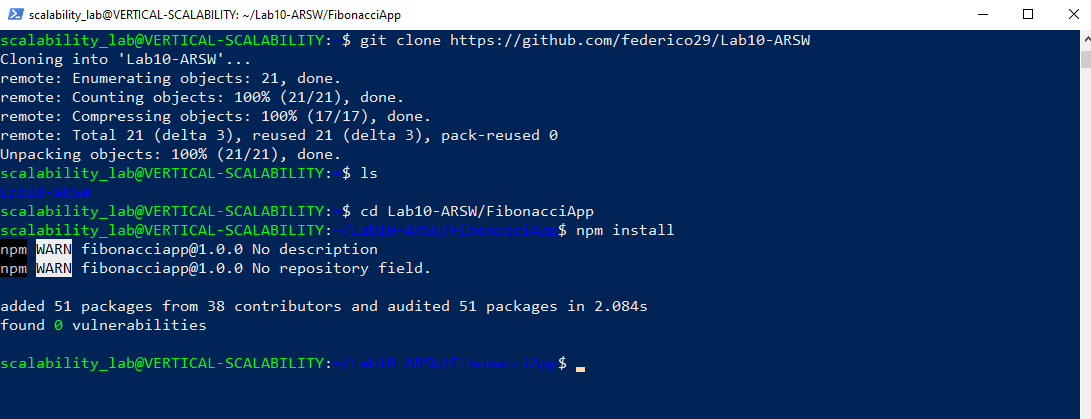 scalability_lab@VERTICAL-SCALABILITY: ~/Lab10-ARSW/FibonacciApp
scalability_lab@VERTICAL-SCALABILITY:~$ git clone https://github.com/federico29/Lab10-ARSW
Cloning into 'Lab10-ARSW'...
remote: Enumerating objects: 21, done.
remote: Counting objects: 100% (21/21), done.
remote: Compressing objects: 100% (17/17), done.
remote: Total 21 (delta 3), reused 21 (delta 3), pack-reused 0
Unpacking objects: 100% (21/21), done.
scalability_lab@VERTICAL-SCALABILITY:~$ ls
Lab10-ARSW
scalability_lab@VERTICAL-SCALABILITY:~$ cd Lab10-ARSW/FibonacciApp
scalability_lab@VERTICAL-SCALABILITY:~/Lab10-ARSW/FibonacciApp$ npm install
npm WARN fibonacciapp@1.0.0 No description
npm WARN fibonacciapp@1.0.0 No repository field.
added 51 packages from 38 contributors and audited 51 packages in 2.084s
found 0 vulnerabilities
scalability_lab@VERTICAL-SCALABILITY:~/Lab10-ARSW/FibonacciApp$